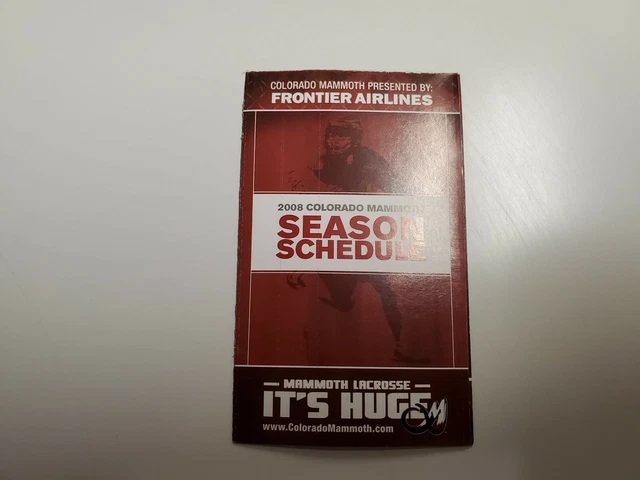 COLORADO MAMMOTH PRESENTED BY:
FRONTIER AIRLINES
2008 COLORADO MAMMOTH
SEASON
SCHEDULE
MAMMOTH LACROSSE
IT'S HUGE
www.ColoradoMammoth.com